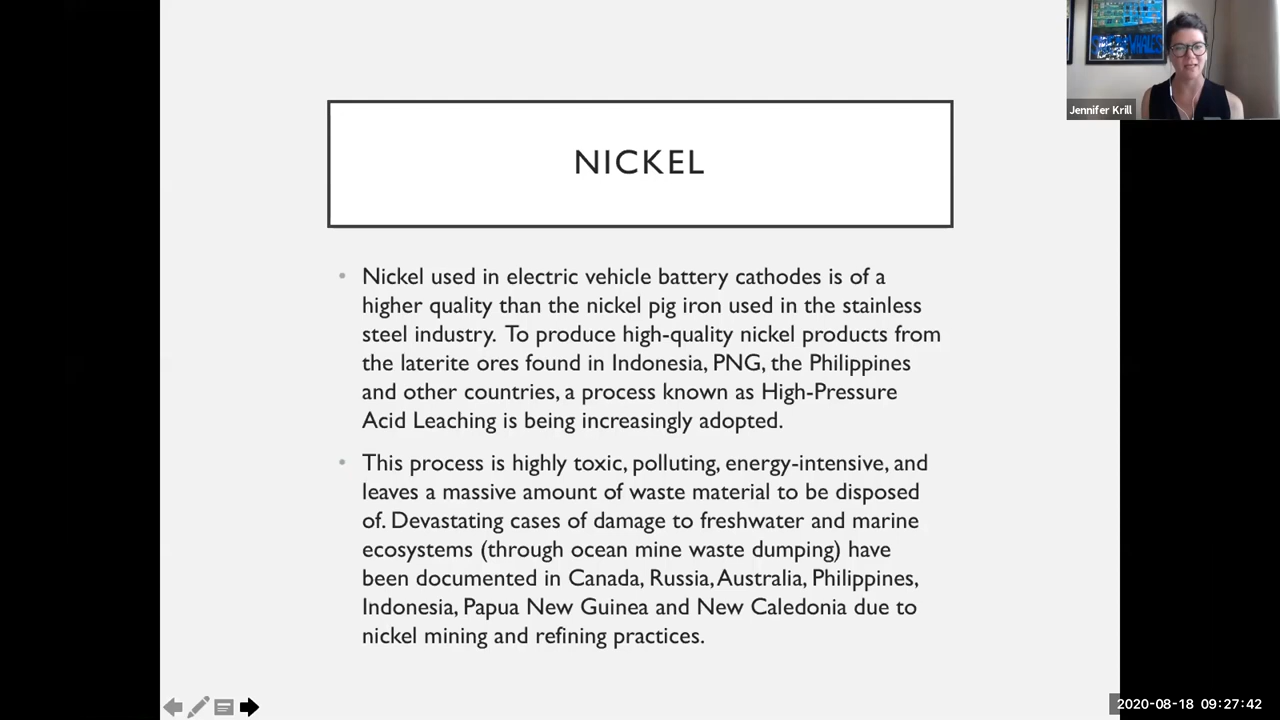 Jennifer Krill
NICKEL
• Nickel used in electric vehicle battery cathodes is of a
higher quality than the nickel pig iron used in the stainless
steel industry.  To produce high-quality nickel products from
the laterite ores found in Indonesia, PNG, the Philippines
and other countries, a process known as High-Pressure
Acid Leaching is being increasingly adopted.
• This process is highly toxic, polluting, energy-intensive, and
leaves a massive amount of waste material to be disposed
of. Devastating cases of damage to freshwater and marine
ecosystems (through ocean mine waste dumping) have
been documented in Canada, Russia, Australia, Philippines,
Indonesia, Papua New Guinea and New Caledonia due to
nickel mining and refining practices.
2020-08-18 09:27:42